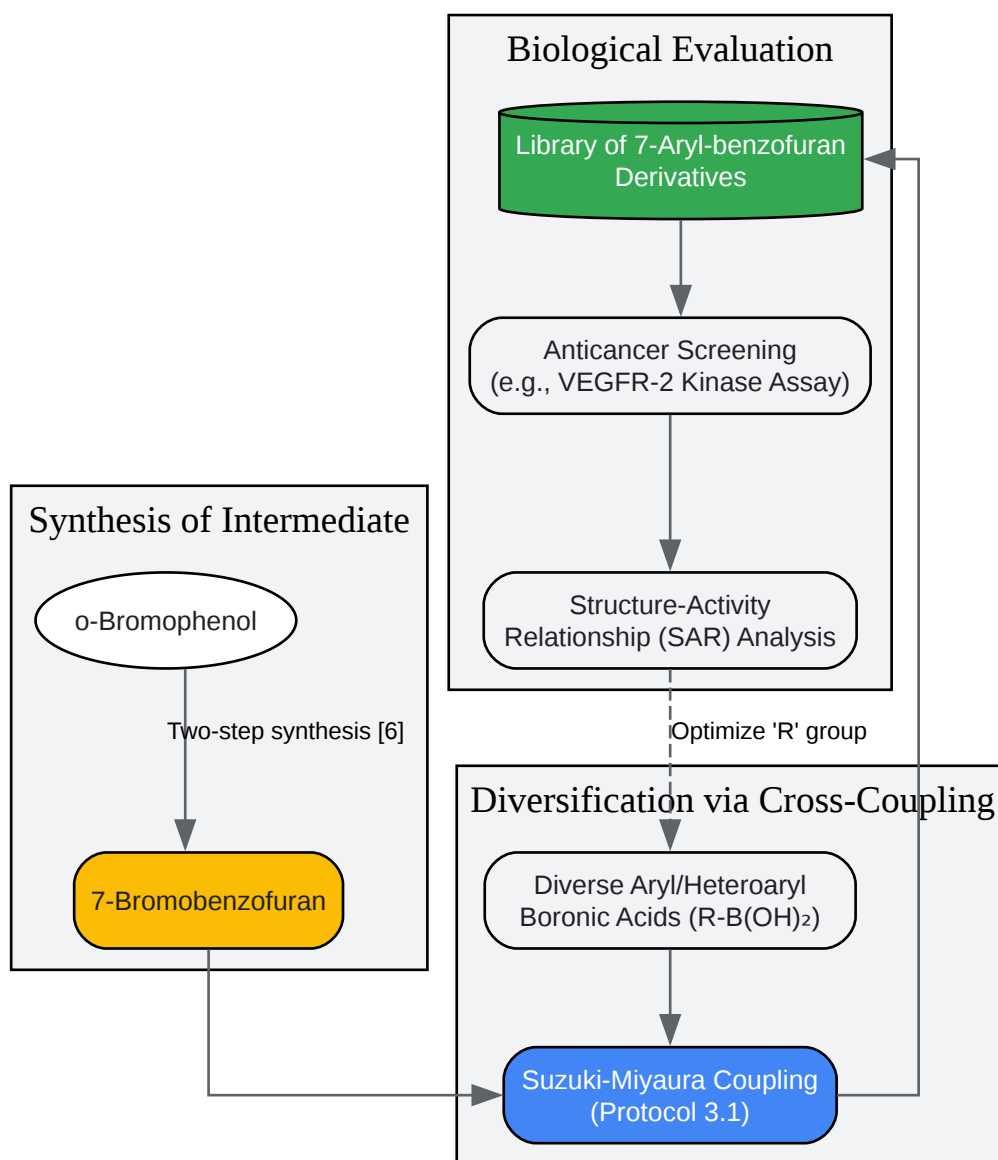 Biological Evaluation
Library of 7-Aryl-benzofuran
Derivatives
Anticancer Screening
(e.g., VEGFR-2 Kinase Assay)
Structure-Activity
Relationship (SAR) Analysis
Synthesis of Intermediate
o-Bromophenol
Two-step synthesis [6]
7-Bromobenzofuran
Optimize 'R' group
Diversification via Cross-Coupling
Diverse Aryl/Heteroaryl
Boronic Acids (R-B(OH)₂)
Suzuki-Miyaura Coupling
(Protocol 3.1)